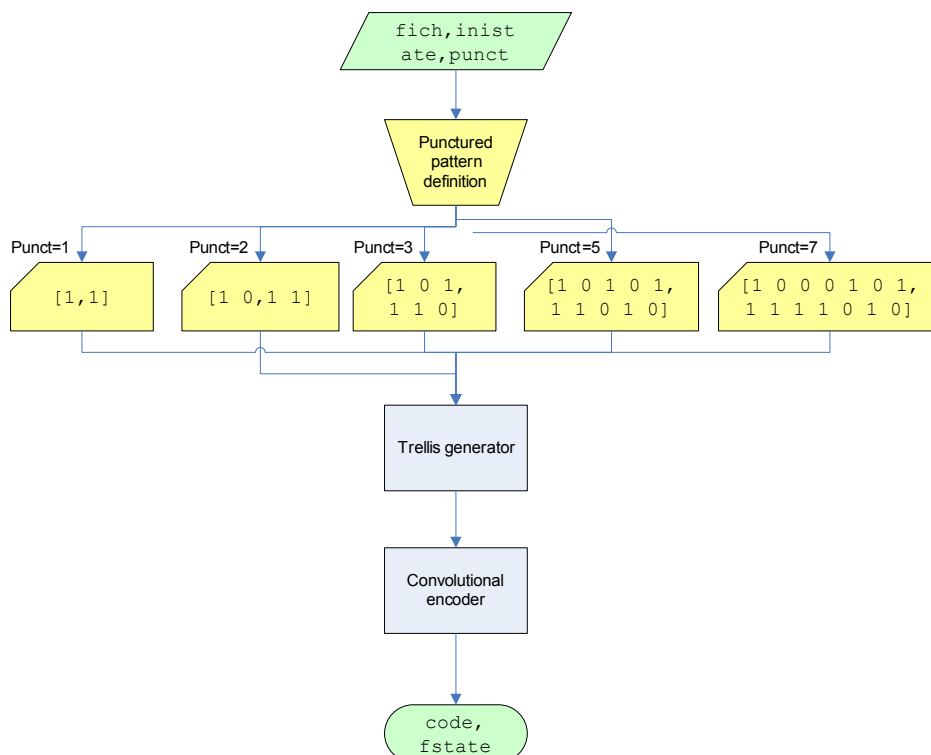 fich,inist
ate,punct
Punctured
pattern
definition
Punct=1
Punct=2
Punct=3
Punct=5
Punct=7
[1,1]
[1 0,1 1]
[1 0 1,
1 1 0]
[1 0 1 0 1,
1 1 0 1 0]
[1 0 0 0 1 0 1,
1 1 1 1 0 1 0]
Trellis generator
Convolutional
encoder
code,
fstate